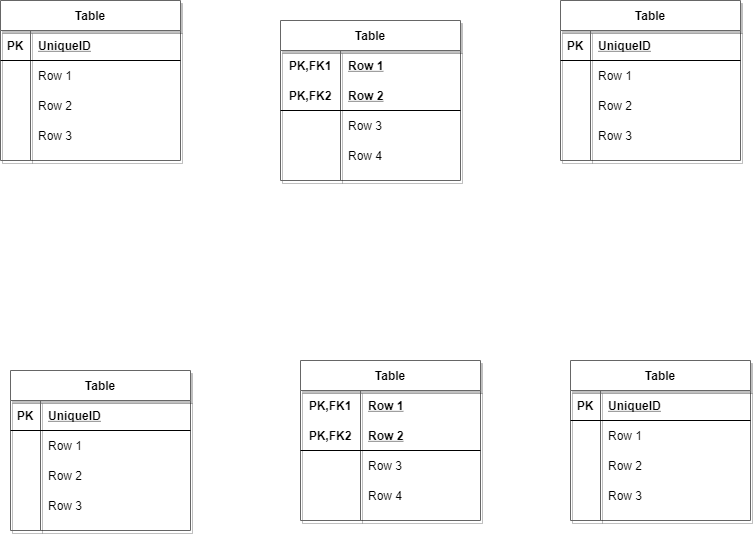 Table
PK UniqueID
Row 1
Row 2
Row 3
Table
PK,FK1 Row 1
PK,FK2 Row 2
Row 3
Row 4
Table
PK UniqueID
Row 1
Row 2
Row 3
Table
PK UniqueID
Row 1
Row 2
Row 3
Table
PK,FK1 Row 1
PK,FK2 Row 2
Row 3
Row 4
Table
PK UniqueID
Row 1
Row 2
Row 3